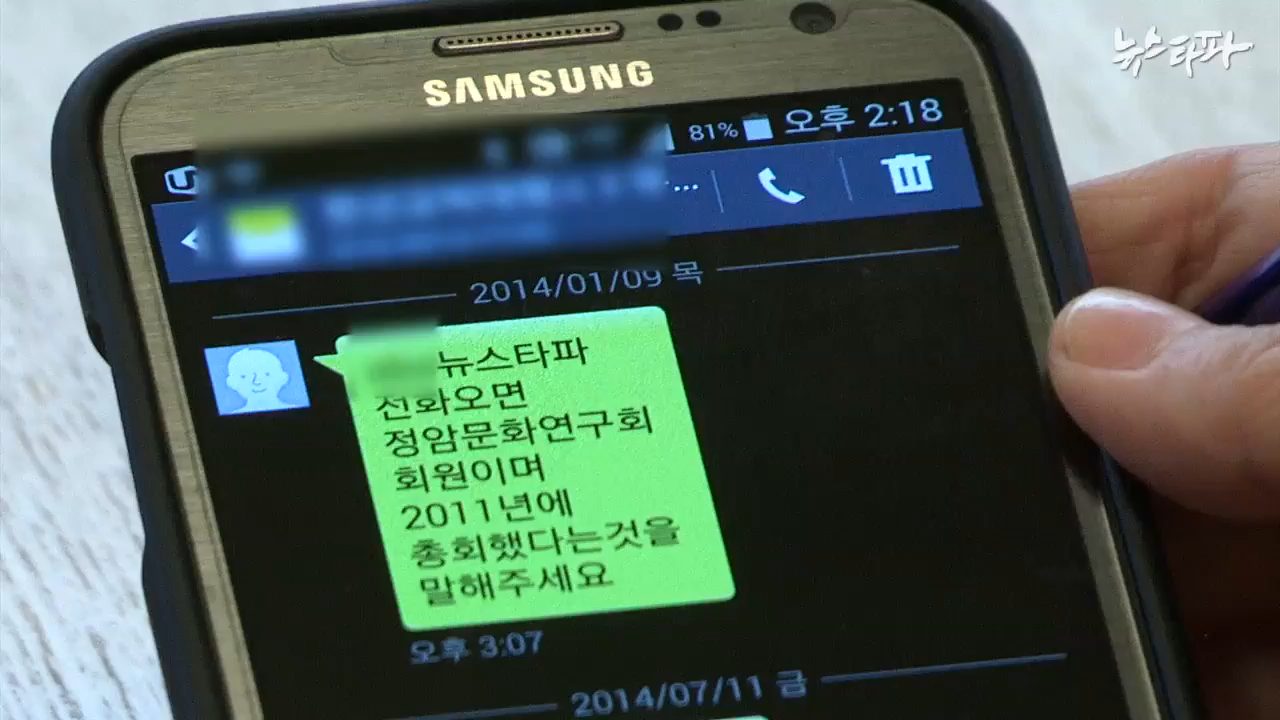 뉴스타파
SAMSUNG
81% 오후 2:18
...
2014/01/09 목
뉴스타파
전화오면
정암문화연구회
회원이며
2011년에
총회했다는것을
말해주세요
오후 3:07
2014/07/11 금